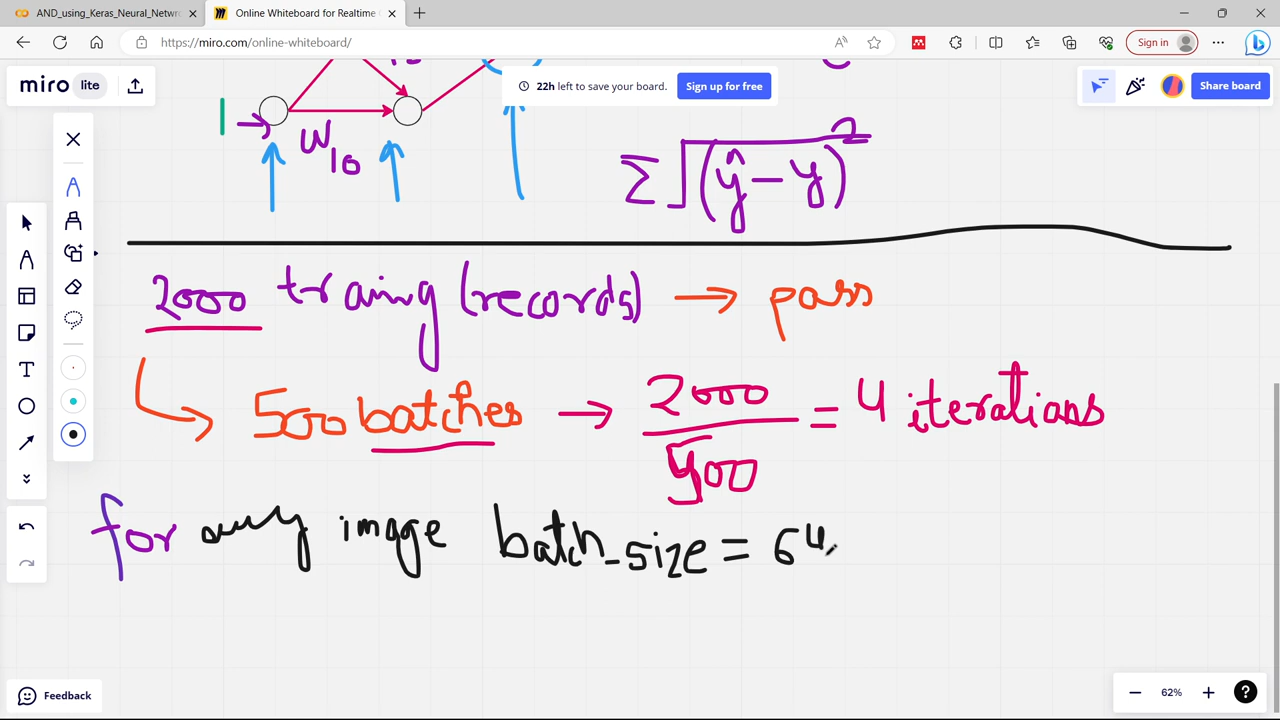 AND_using_Keras_Neural_Netwo
Online Whiteboard for Realtime C
https://miro.com/online-whiteboard/
Sign in
miro lite
22h left to save your board.
Sign up for free
Share board
1
W10
Σ√(ŷ - y)²
2000 traing (records) → pass
500 batches → 2000/500 = 4 iterations
for any image batch_size = 64
Feedback
62%